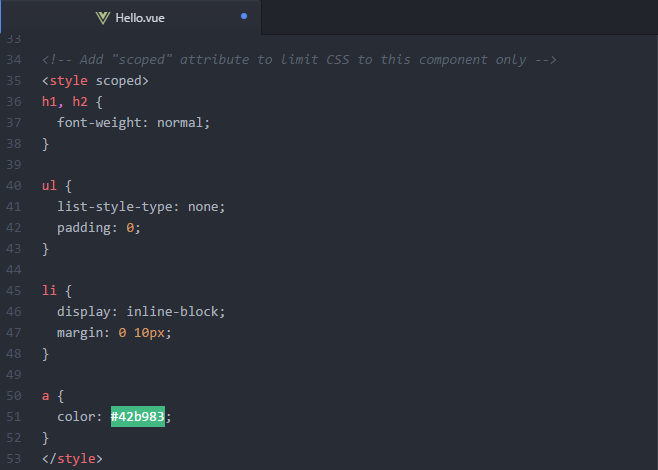 Hello.vue
33
34 <!-- Add "scoped" attribute to limit CSS to this component only -->
35 <style scoped>
36 h1, h2 {
37   font-weight: normal;
38 }
39
40 ul {
41   list-style-type: none;
42   padding: 0;
43 }
44
45 li {
46   display: inline-block;
47   margin: 0 10px;
48 }
49
50 a {
51   color: #42b983;
52 }
53 </style>